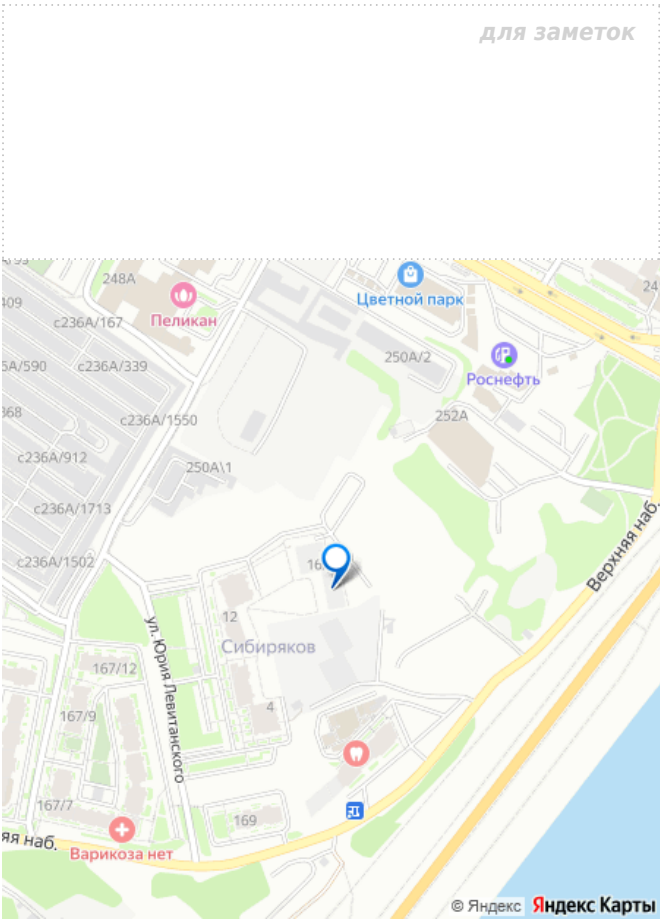 для заметок
248А
409
Пеликан
с236А/167
Цветной парк
24
5А/590
с236А/339
250А/2
Роснефть
368
с236А/1550
252А
с236А/912
250А\1
с236А/1713
с236А/1502
Верхняя наб.
12
Сибиряков
ул. Юрия Левитанского
167/12
4
167/9
167/7
169
яя наб.
Варикоза нет
© Яндекс Яндекс Карты